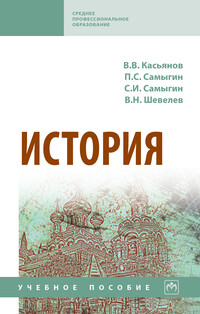 СРЕДНЕЕ
ПРОФЕССИОНАЛЬНОЕ
ОБРАЗОВАНИЕ
В.В. Касьянов
П.С. Самыгин
С.И. Самыгин
В.Н. Шевелев
ИСТОРИЯ
УЧЕБНОЕ ПОСОБИЕ